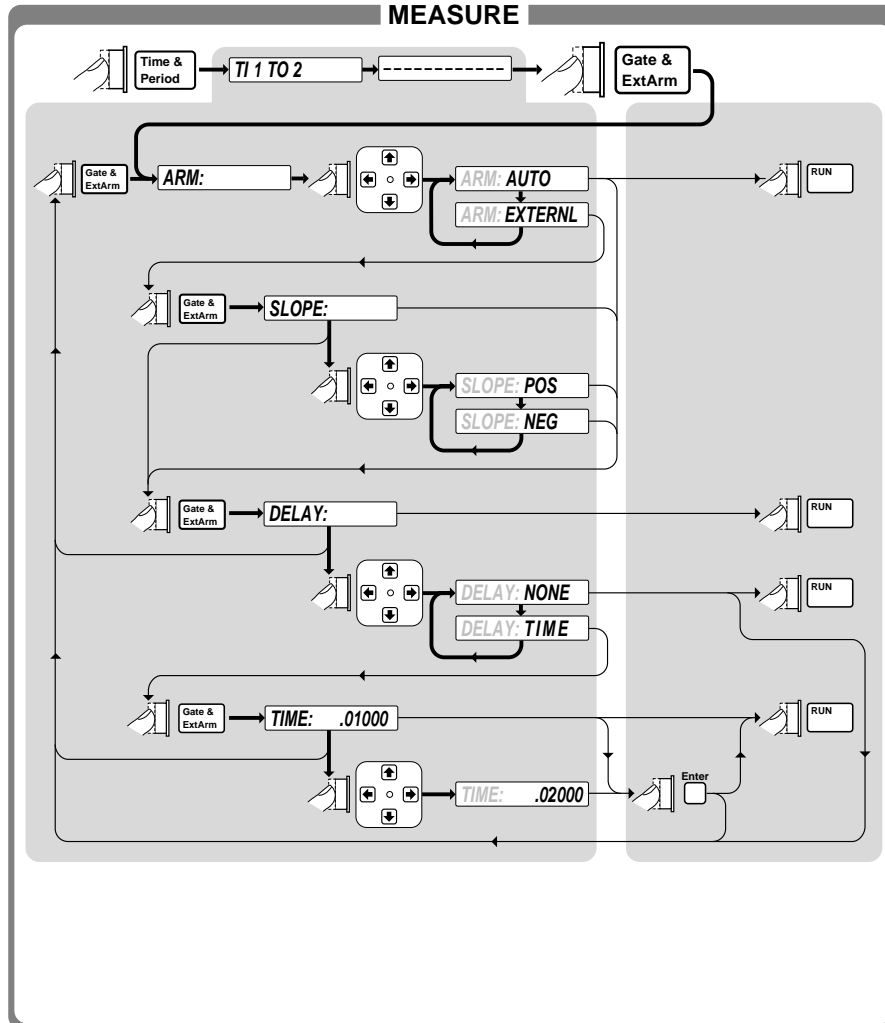 MEASURE
Time &
Period
TI 1 TO 2
-------------
Gate &
ExtArm
Gate &
ExtArm
ARM:
ARM: AUTO
ARM: EXTERNL
RUN
Gate &
ExtArm
SLOPE:
SLOPE: POS
SLOPE: NEG
Gate &
ExtArm
DELAY:
RUN
DELAY: NONE
DELAY: TIME
RUN
Gate &
ExtArm
TIME: .01000
RUN
TIME: .02000
Enter